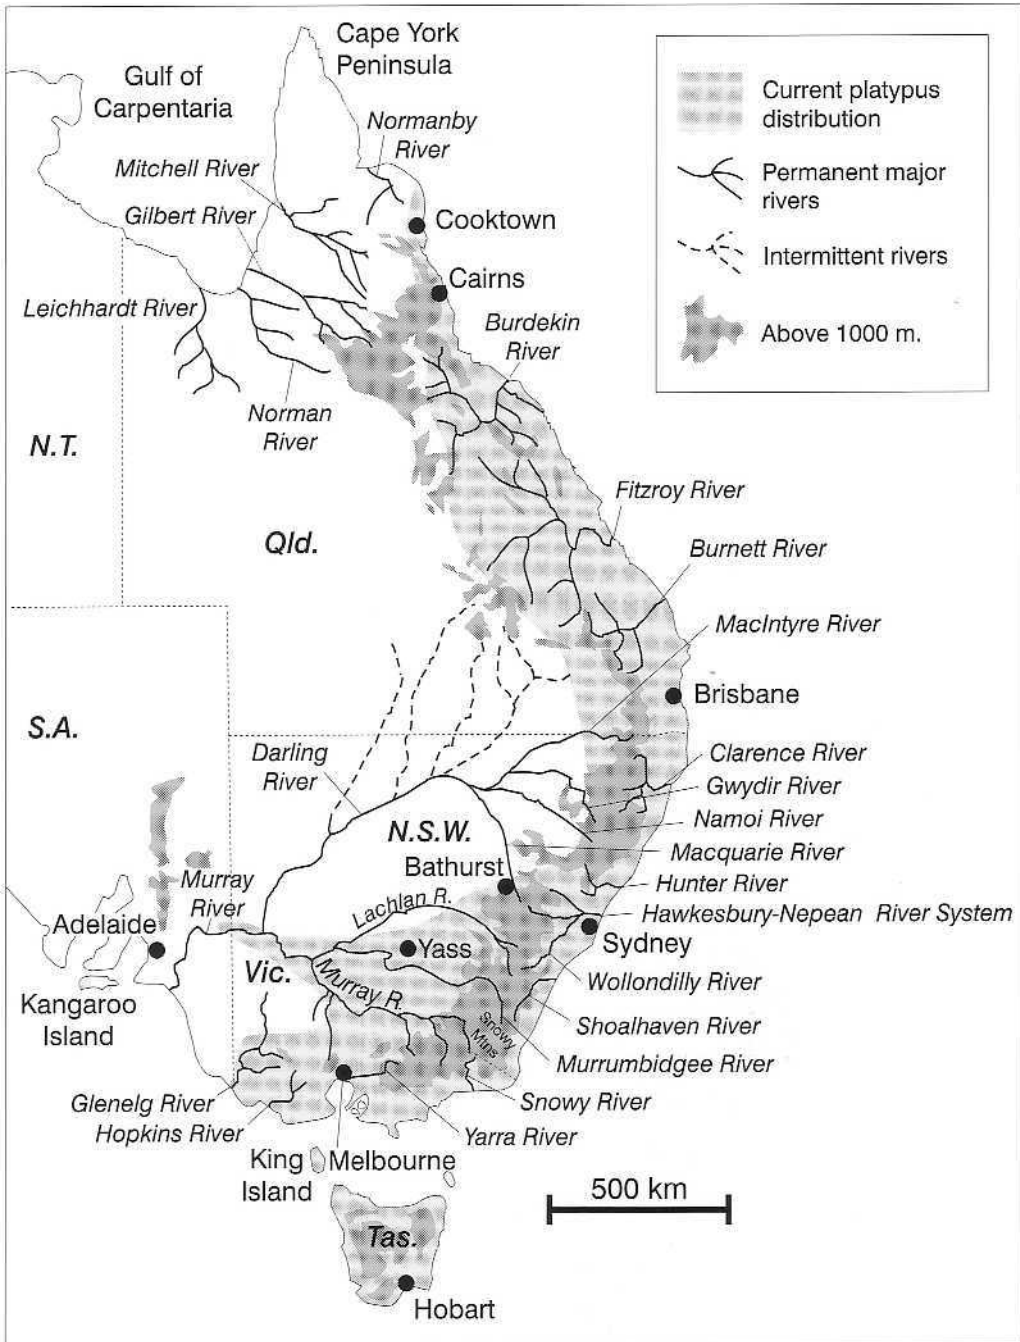 Cape York
Peninsula
Gulf of
Carpentaria
Normanby
River
Mitchell River
Gilbert River
Cooktown
Cairns
Leichhardt River
Burdekin
River
Norman
River
N.T.
Qld.
Fitzroy River
Burnett River
MacIntyre River
Brisbane
S.A.
Darling
River
Clarence River
Gwydir River
Namoi River
N.S.W.
Macquarie River
Bathurst
Murray
River
Hunter River
Lachlan R.
Hawkesbury-Nepean River System
Adelaide
Sydney
Yass
Vic.
Wollondilly River
Murray R.
Kangaroo
Island
Shoalhaven River
Snowy
Mtns
Murrumbidgee River
Glenelg River
Snowy River
Hopkins River
Yarra River
King
Island
Melbourne
500 km
Tas.
Hobart
Current platypus
distribution
Permanent major
rivers
Intermittent rivers
Above 1000 m.